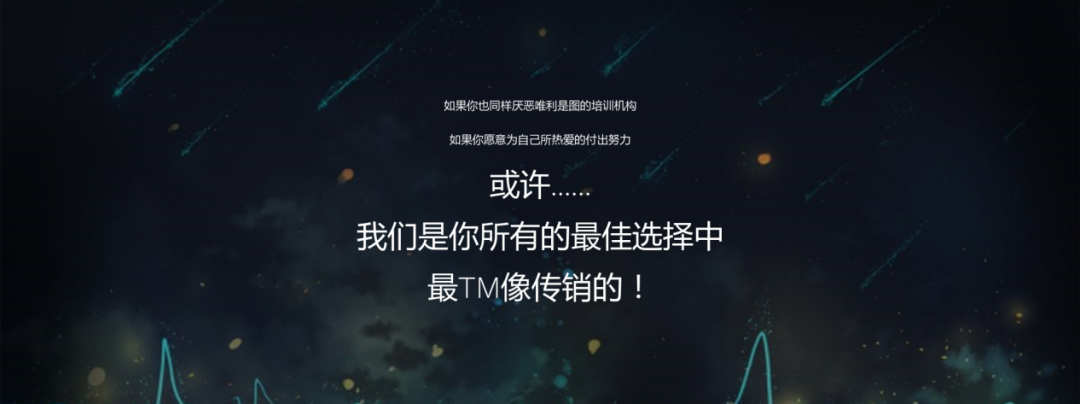 如果你也同样厌恶唯利是图的培训机构
如果你愿意为自己所热爱的付出努力
或许……
我们是你所有的最佳选择中
最TM像传销的！